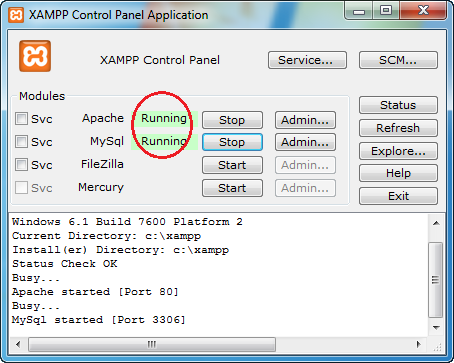 XAMPP Control Panel Application
XAMPP Control Panel Service... SCM...
Modules
Svc Apache Running Stop Admin...
Svc MySql Running Stop Admin...
Svc FileZilla Start Admin...
Svc Mercury Start Admin...
Status
Refresh
Explore...
Help
Exit
Windows 6.1 Build 7600 Platform 2
Current Directory: c:\xampp
Install(er) Directory: c:\xampp
Status Check OK
Busy...
Apache started [Port 80]
Busy...
MySql started [Port 3306]